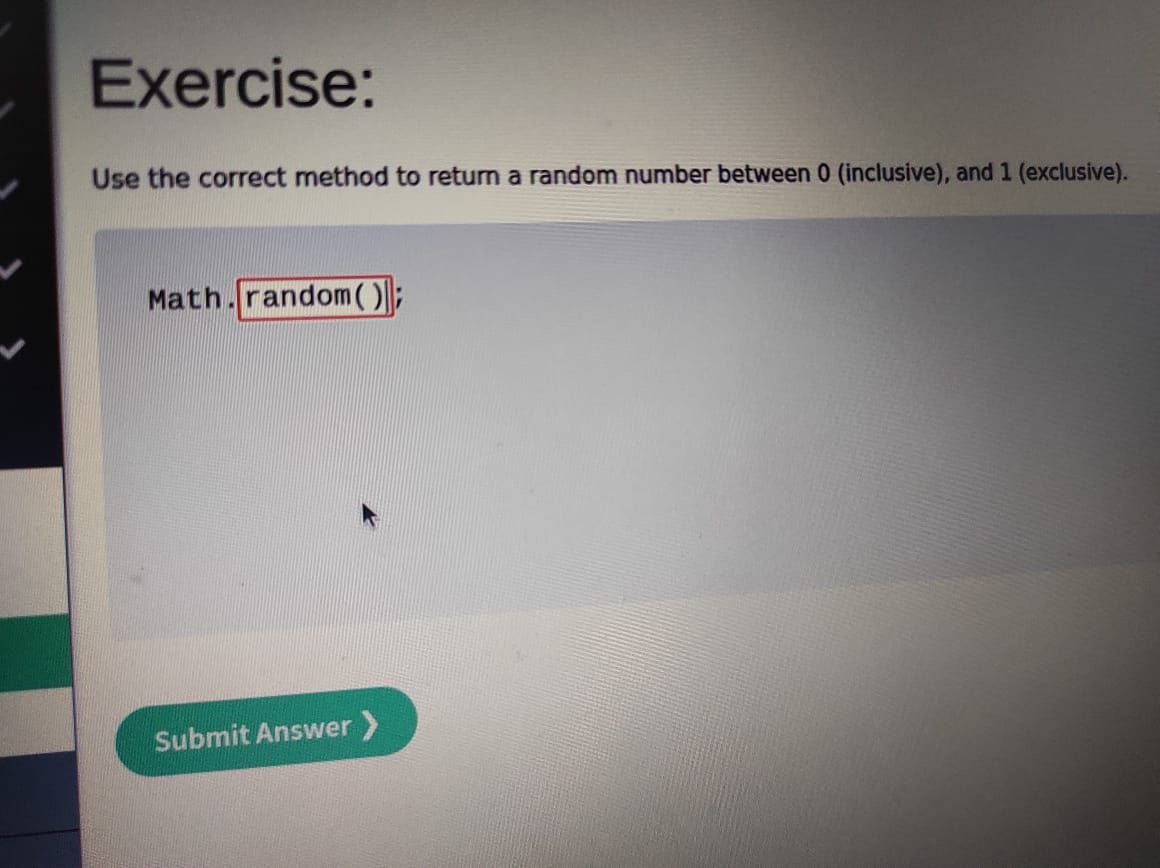 Exercise:
Use the correct method to return a random number between 0 (inclusive), and 1 (exclusive).
Math.random();
Submit Answer ❯